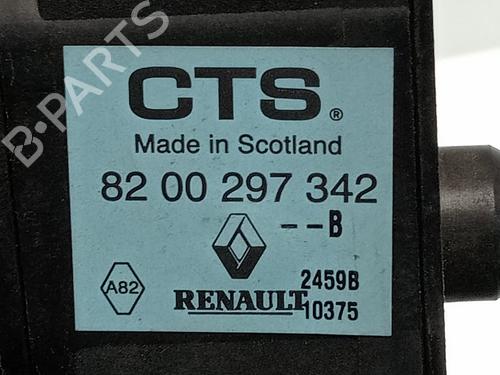 B-PARTS
CTS®
Made in Scotland
82 00 297 342
--B
A82
RENAULT
2459B
10375